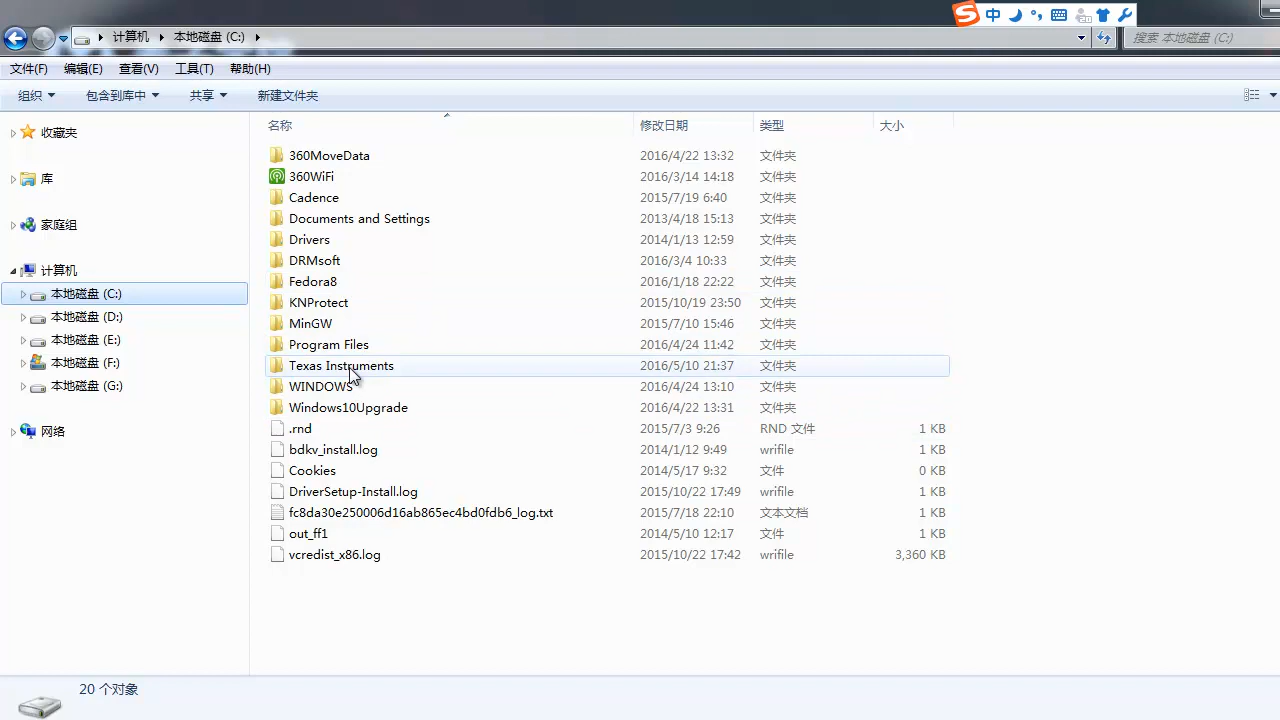 中
计算机 本地磁盘 (C:)
搜索 本地磁盘 (C:)
文件(F) 编辑(E) 查看(V) 工具(T) 帮助(H)
组织 包含到库中 共享 新建文件夹
收藏夹
库
家庭组
计算机
本地磁盘 (C:)
本地磁盘 (D:)
本地磁盘 (E:)
本地磁盘 (F:)
本地磁盘 (G:)
网络
名称 修改日期 类型 大小
360MoveData 2016/4/22 13:32 文件夹
360WiFi 2016/3/14 14:18 文件夹
Cadence 2015/7/19 6:40 文件夹
Documents and Settings 2013/4/18 15:13 文件夹
Drivers 2014/1/13 12:59 文件夹
DRMsoft 2016/3/4 10:33 文件夹
Fedora8 2016/1/18 22:22 文件夹
KNProtect 2015/10/19 23:50 文件夹
MinGW 2015/7/10 15:46 文件夹
Program Files 2016/4/24 11:42 文件夹
Texas Instruments 2016/5/10 21:37 文件夹
WINDOWS 2016/4/24 13:10 文件夹
Windows10Upgrade 2016/4/22 13:31 文件夹
.rnd 2015/7/3 9:26 RND 文件 1 KB
bdkv_install.log 2014/1/12 9:49 wrifile 1 KB
Cookies 2014/5/17 9:32 文件 0 KB
DriverSetup-Install.log 2015/10/22 17:49 wrifile 1 KB
fc8da30e250006d16ab865ec4bd0fdb6_log.txt 2015/7/18 22:10 文本文档 1 KB
out_ff1 2014/5/10 12:17 文件 1 KB
vcredist_x86.log 2015/10/22 17:42 wrifile 3,360 KB
20 个对象